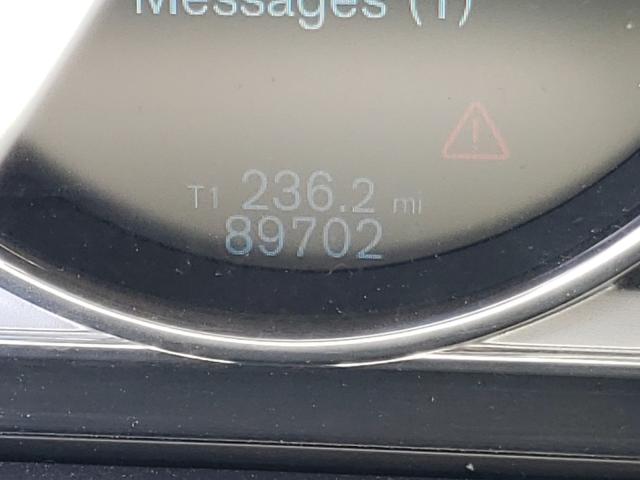 Messages (1)
T1 236.2 mi
89702